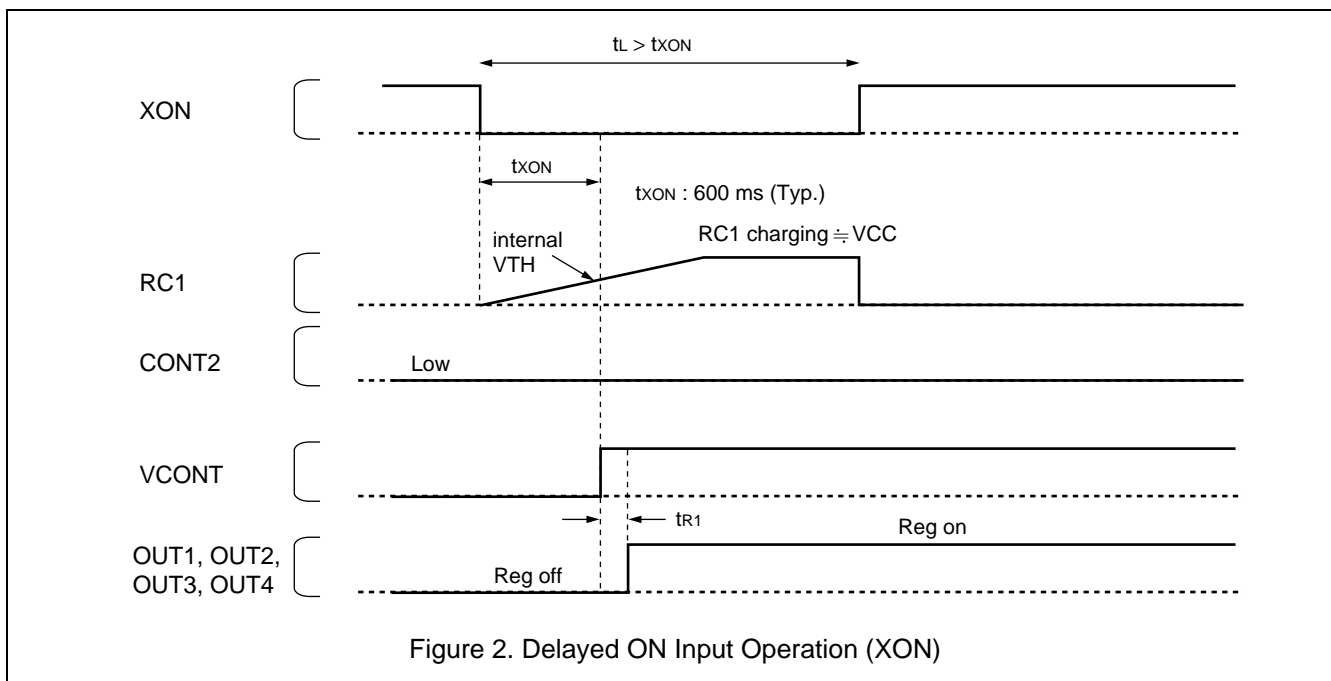 tL > tXON
XON
tXON
tXON : 600 ms (Typ.)
RC1 charging ≒ VCC
internal
VTH
RC1
CONT2
Low
VCONT
tR1
Reg on
OUT1, OUT2,
OUT3, OUT4
Reg off
Figure 2. Delayed ON Input Operation (XON)